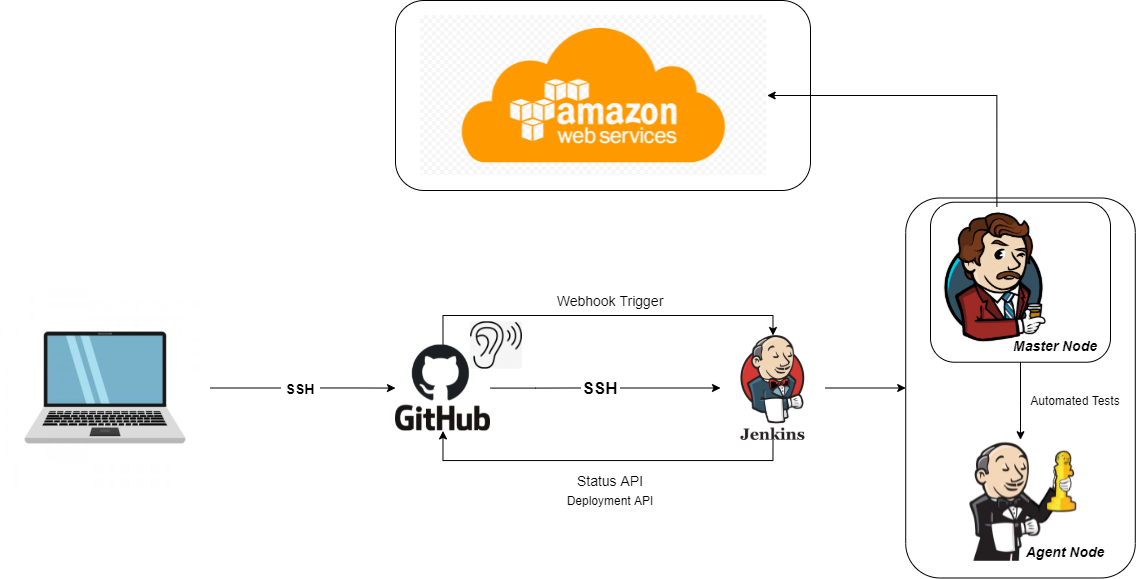 amazon
web services
Webhook Trigger
SSH
GitHub
SSH
Jenkins
Status API
Deployment API
Master Node
Automated Tests
Agent Node